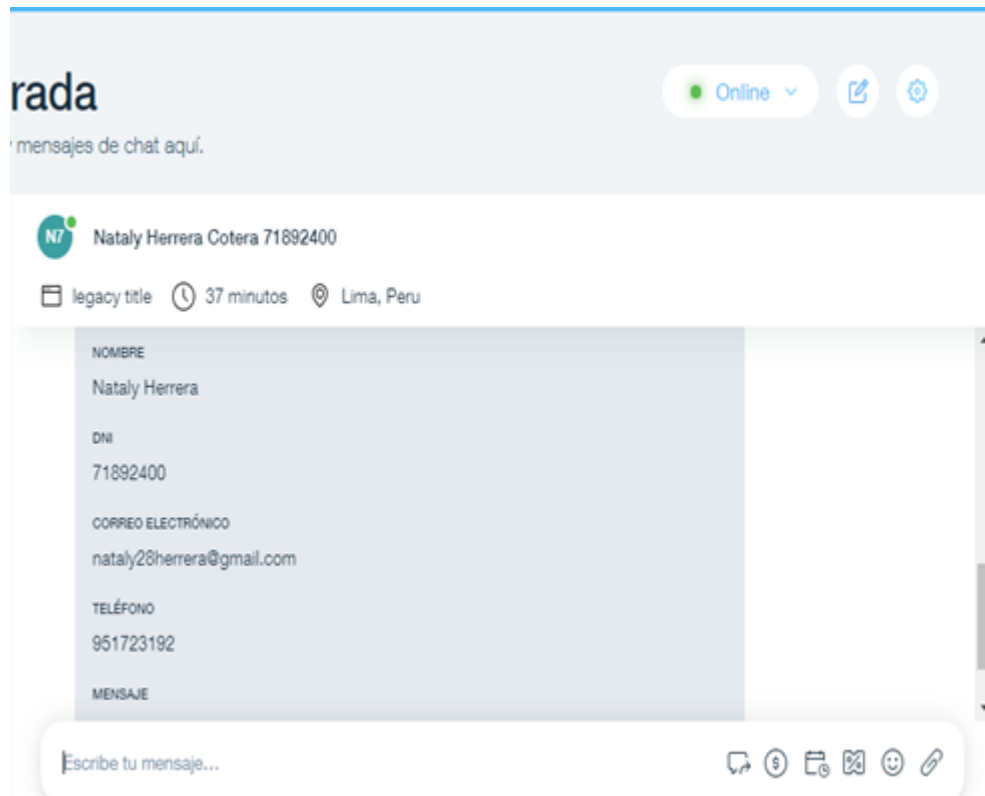 rada
Online
mensajes de chat aquí.
N7
Nataly Herrera Cotera 71892400
legacy title 37 minutos Lima, Peru
NOMBRE
Nataly Herrera
DNI
71892400
CORREO ELECTRÓNICO
nataly28herrera@gmail.com
TELÉFONO
951723192
MENSAJE
Escribe tu mensaje...